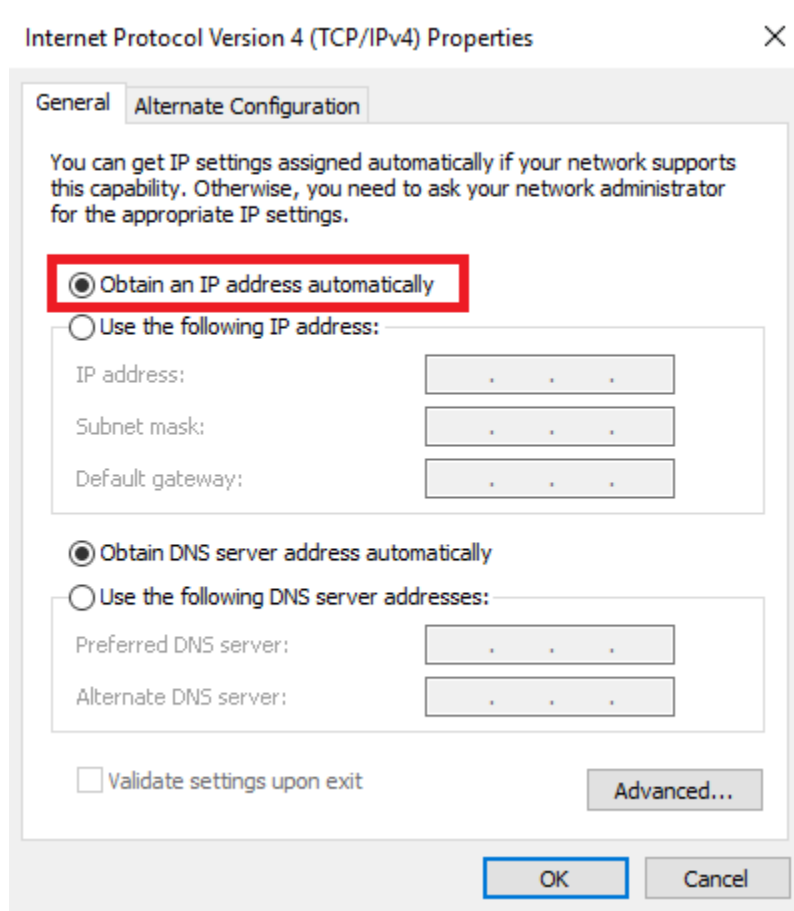 Internet Protocol Version 4 (TCP/IPv4) Properties
General
Alternate Configuration
You can get IP settings assigned automatically if your network supports
this capability. Otherwise, you need to ask your network administrator
for the appropriate IP settings.
Obtain an IP address automatically
Use the following IP address:
IP address:
Subnet mask:
Default gateway:
Obtain DNS server address automatically
Use the following DNS server addresses:
Preferred DNS server:
Alternate DNS server:
Validate settings upon exit
Advanced...
OK
Cancel